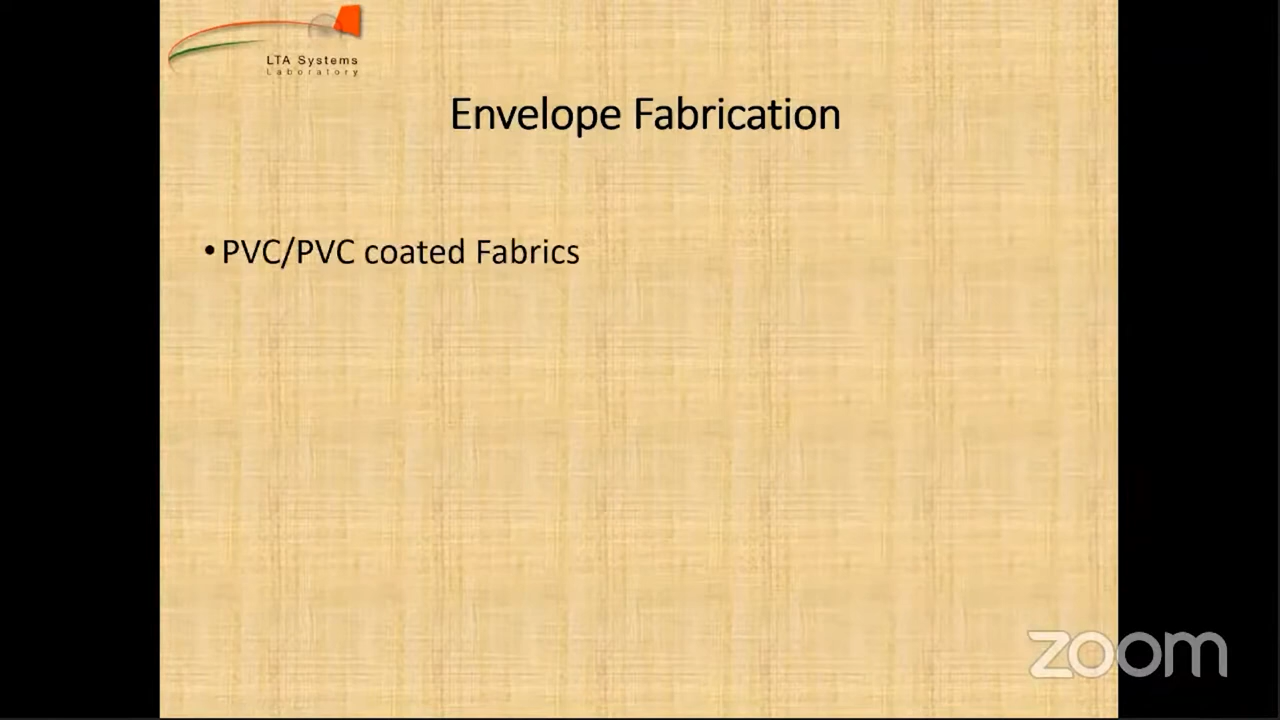 LTA Systems
Laboratory
Envelope Fabrication
•PVC/PVC coated Fabrics
zoom